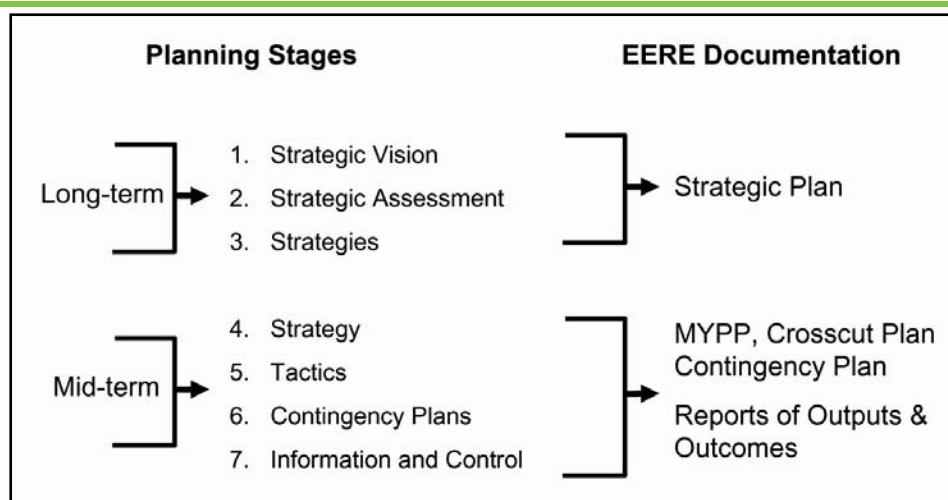 Planning Stages
EERE Documentation
Long-term
1. Strategic Vision
2. Strategic Assessment
3. Strategies
Strategic Plan
Mid-term
4. Strategy
5. Tactics
6. Contingency Plans
7. Information and Control
MYPP, Crosscut Plan
Contingency Plan
Reports of Outputs &
Outcomes